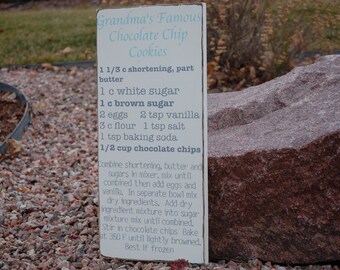 Grandma's Famous
Chocolate Chip
Cookies
1 1/3 c shortening, part
butter
1 c white sugar
1 c brown sugar
2 eggs 2 tsp vanilla
3 c flour 1 tsp salt
1 tsp baking soda
1/2 cup chocolate chips
Combine shortening, butter and
sugars in mixer, mix until
combined then add eggs and
vanilla. In separate bowl mix
dry ingredients. Add dry
ingredient mixture into sugar
mixture mix until combined.
Stir in chocolate chips. Bake
at 350 F until lightly browned.
Best if frozen